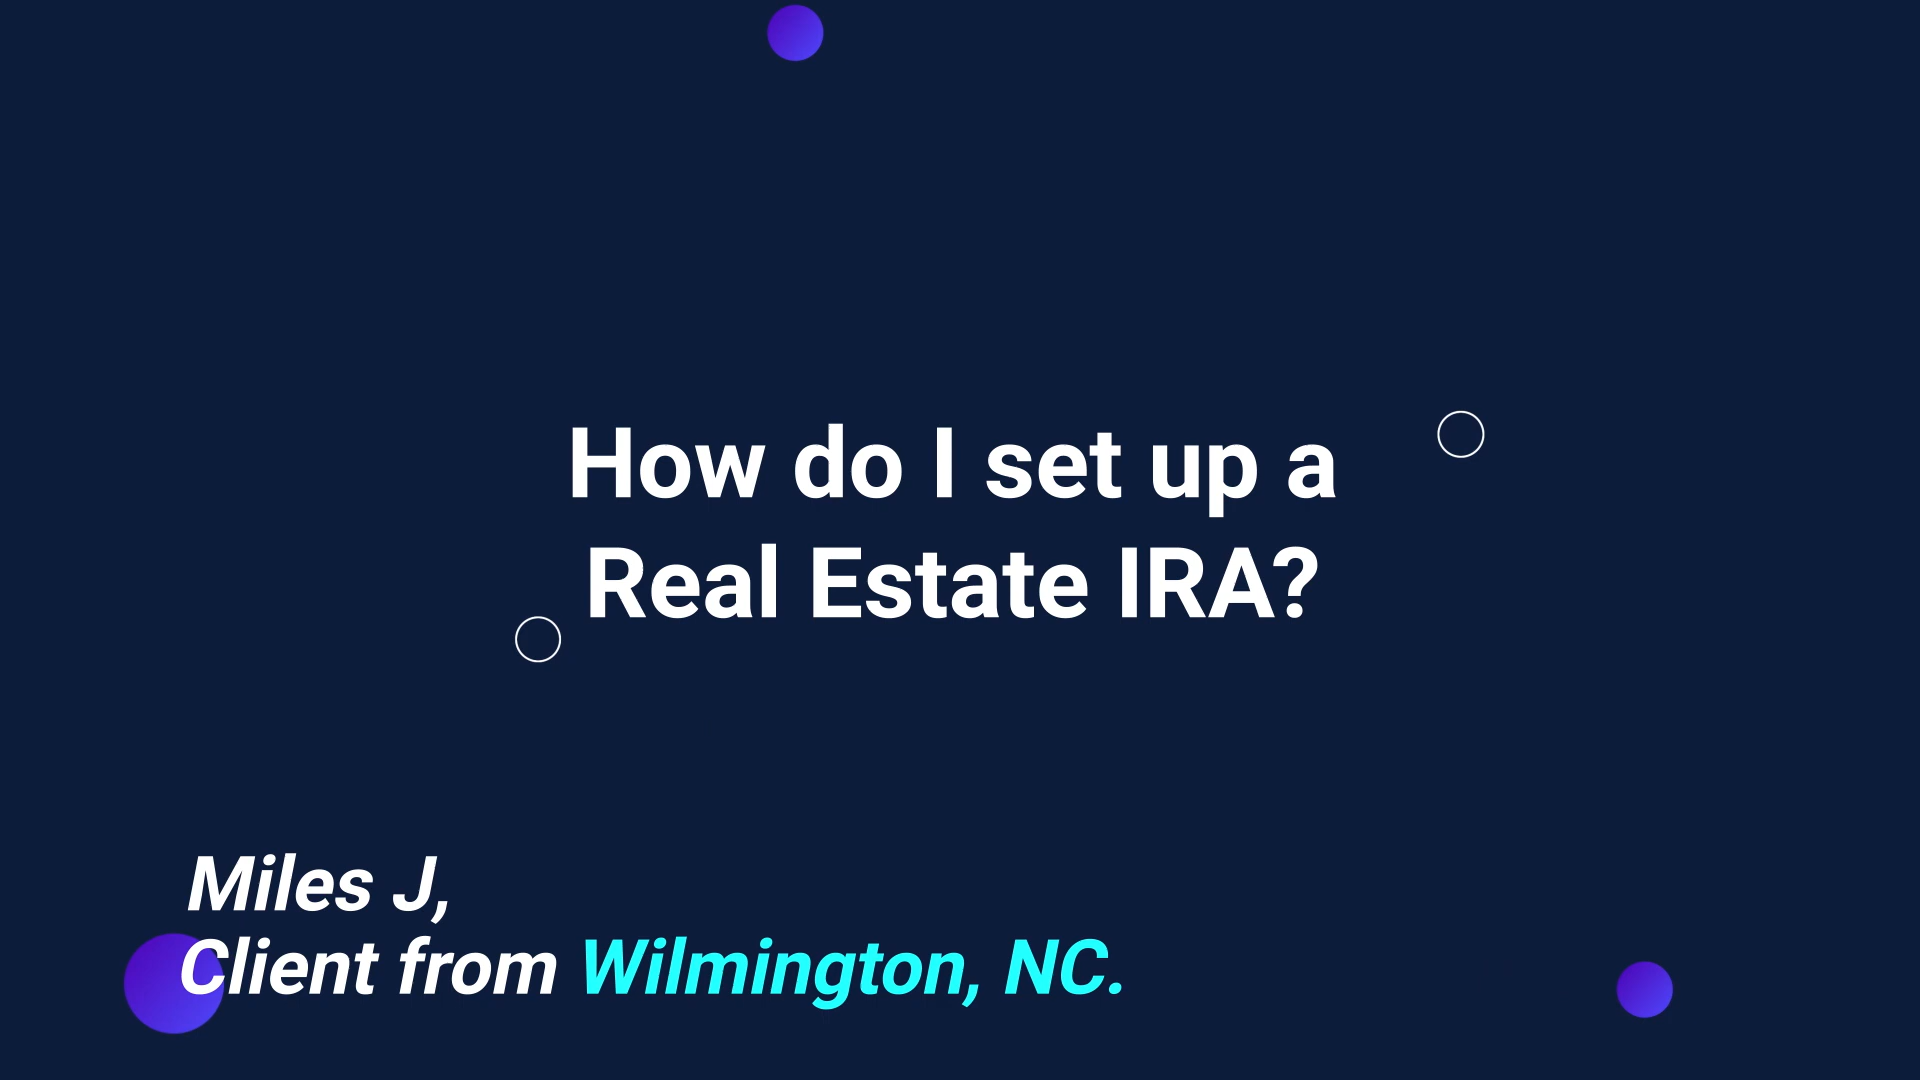 How do I set up a
Real Estate IRA?
Miles J,
Client from Wilmington, NC.